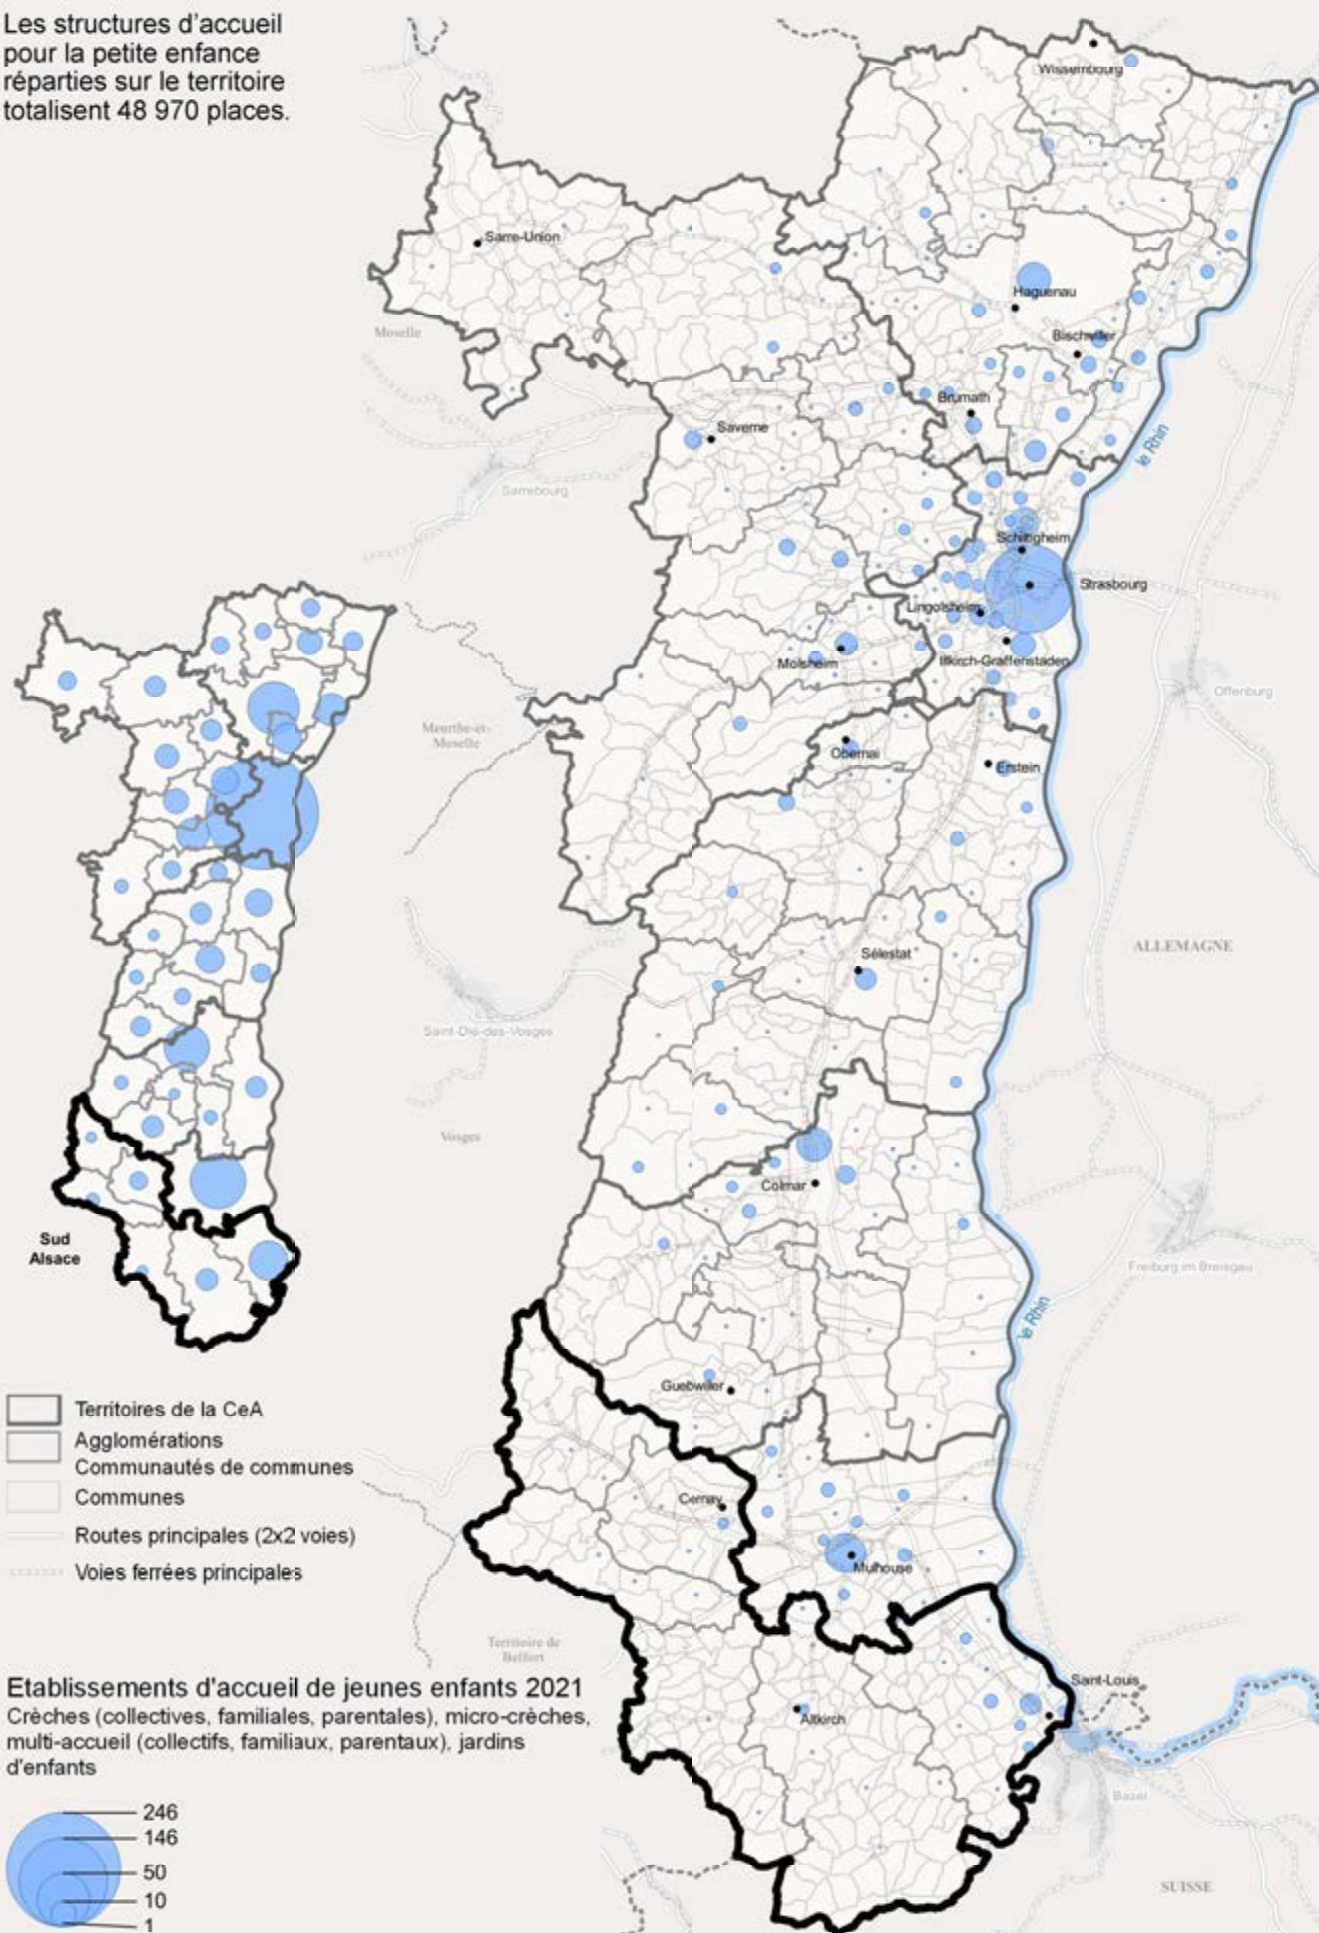 Les structures d'accueil
pour la petite enfance
réparties sur le territoire
totalisent 48 970 places.
Wissembourg
Sarre-Union
Haguenau
Moselle
Bischwiller
Brumath
Saverne
le Rhin
Sarrebourg
Schiltigheim
Strasbourg
Lingolsheim
Molsheim
Illkirch-Graffenstaden
Offenburg
Meurthe-et-
Moselle
Obernai
Erstein
ALLEMAGNE
Sélestat
Saint-Dié-des-Vosges
Vosges
Colmar
Sud
Alsace
Freiburg im Breisgau
le Rhin
Guebwiller
Territoires de la CeA
Agglomérations
Communautés de communes
Communes
Routes principales (2x2 voies)
Voies ferrées principales
Cernay
Mulhouse
Territoire de
Belfort
Saint-Louis
Altkirch
Basel
SUISSE
Etablissements d'accueil de jeunes enfants 2021
Crèches (collectives, familiales, parentales), micro-crèches,
multi-accueil (collectifs, familiaux, parentaux), jardins
d'enfants
246
146
50
10
1